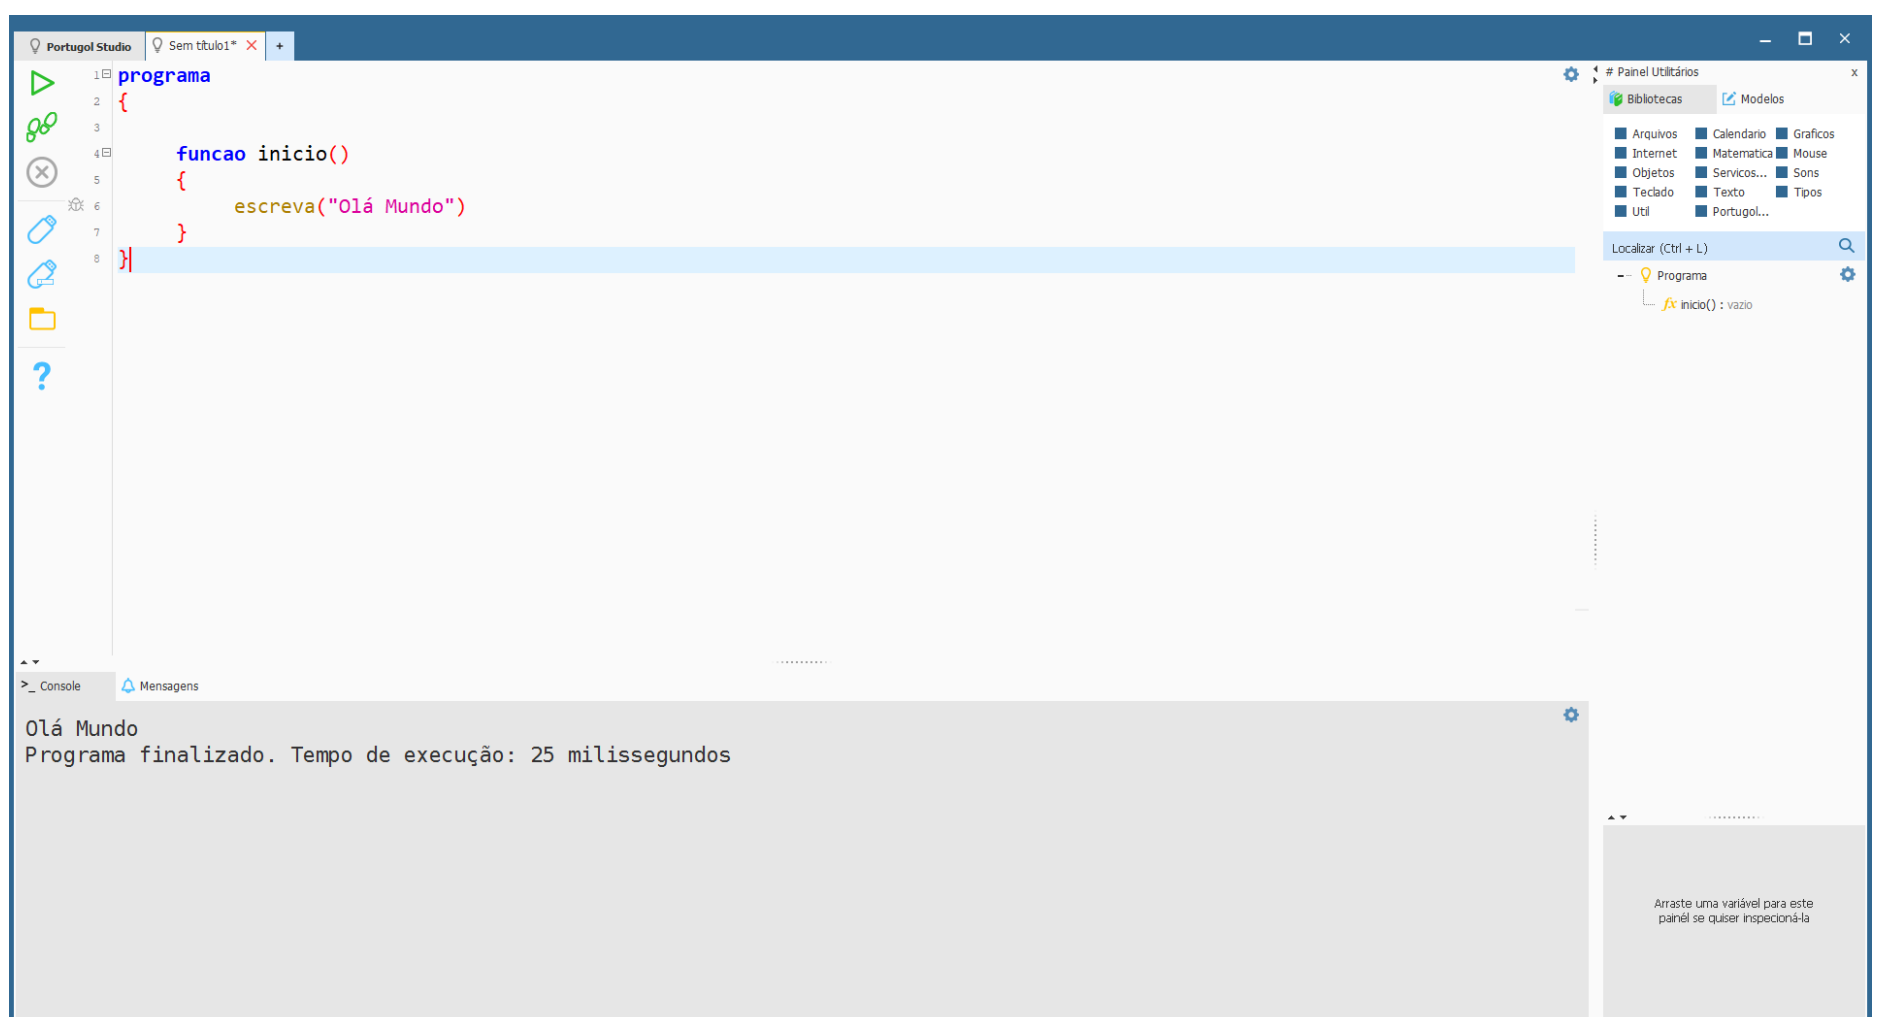 Portugol Studio Sem título1* +
1 programa
2 {
3
4 funcao inicio()
5 {
6 escreva("Olá Mundo")
7 }
8 }
>_ Console Mensagens
Olá Mundo
Programa finalizado. Tempo de execução: 25 milissegundos
# Painel Utilitários x
Bibliotecas Modelos
Arquivos Calendario Graficos
Internet Matematica Mouse
Objetos Servicos... Sons
Teclado Texto Tipos
Util Portugol...
Localizar (Ctrl + L)
Programa
fx inicio() : vazio
Arraste uma variável para este
painél se quiser inspecioná-la